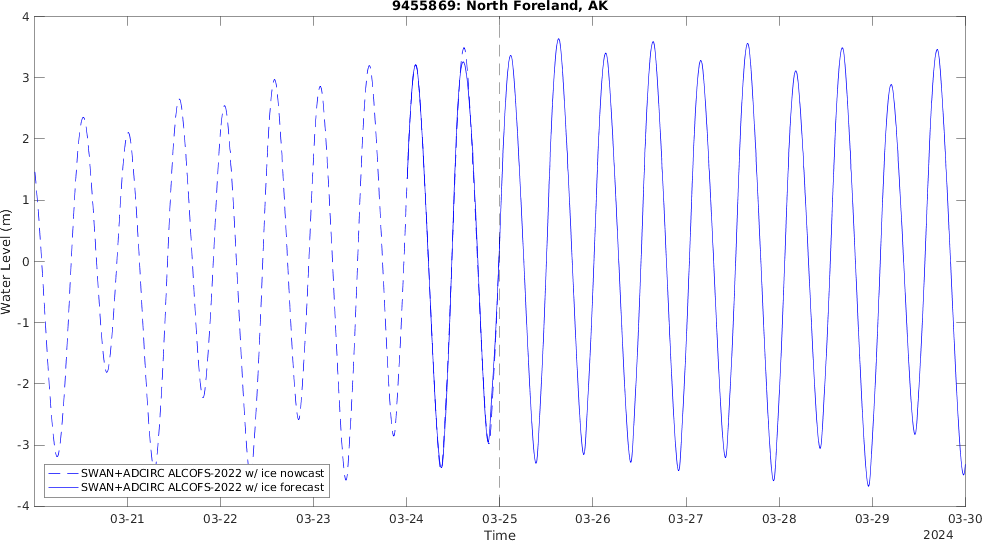 9455869: North Foreland, AK
4
3
2
1
0
-1
-2
-3
-4
Water Level (m)
SWAN+ADCIRC ALCOFS-2022 w/ ice nowcast
SWAN+ADCIRC ALCOFS-2022 w/ ice forecast
03-21 03-22 03-23 03-24 03-25 03-26 03-27 03-28 03-29 03-30
Time
2024